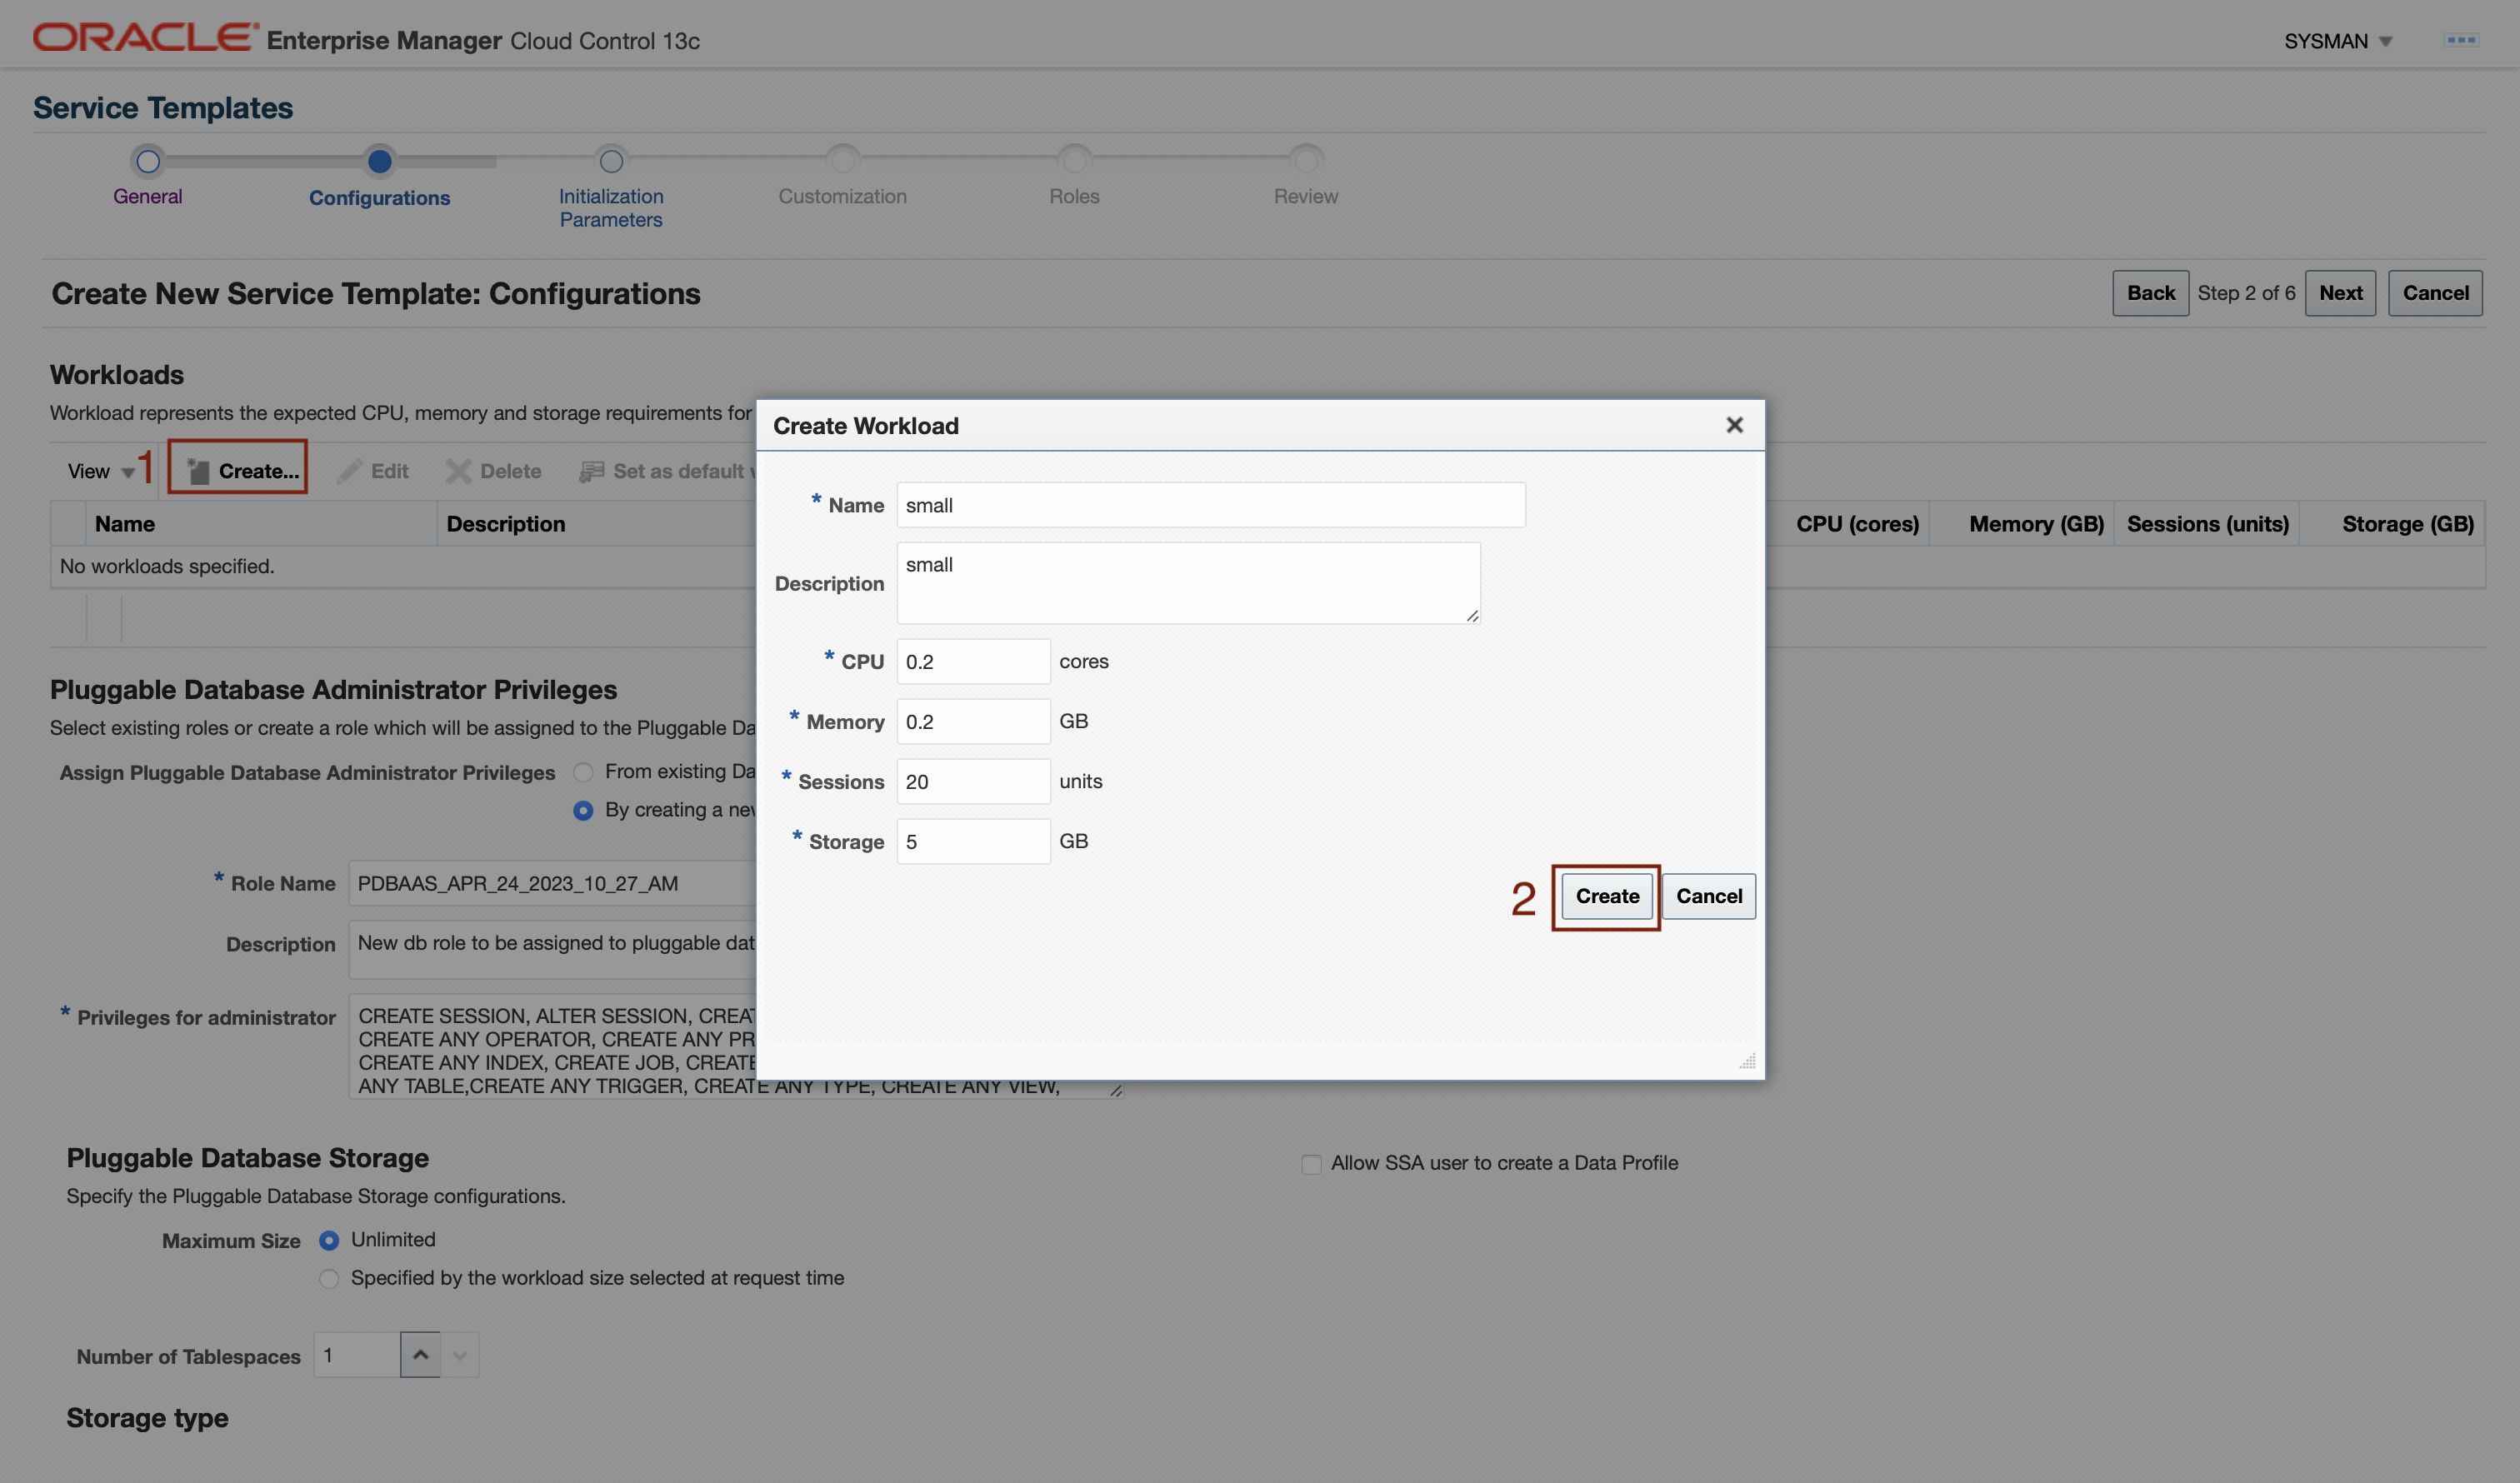 ORACLE Enterprise Manager Cloud Control 13c
SYSMAN
Service Templates
General
Configurations
Initialization
Parameters
Customization
Roles
Review
Create New Service Template: Configurations
Back Step 2 of 6 Next Cancel
Workloads
Workload represents the expected CPU, memory and storage requirements for
View 1 Create... Edit Delete Set as default
Name Description CPU (cores) Memory (GB) Sessions (units) Storage (GB)
No workloads specified.
Create Workload
* Name small
Description small
* CPU 0.2 cores
* Memory 0.2 GB
* Sessions 20 units
* Storage 5 GB
2 Create Cancel
Pluggable Database Administrator Privileges
Select existing roles or create a role which will be assigned to the Pluggable Da
Assign Pluggable Database Administrator Privileges From existing Da
By creating a new
* Role Name PDBAAS_APR_24_2023_10_27_AM
Description New db role to be assigned to pluggable dat
* Privileges for administrator CREATE SESSION, ALTER SESSION, CREAT
CREATE ANY OPERATOR, CREATE ANY PR
CREATE ANY INDEX, CREATE JOB, CREATE
ANY TABLE,CREATE ANY TRIGGER, CREATE ANY TYPE, CREATE ANY VIEW,
Pluggable Database Storage
Specify the Pluggable Database Storage configurations.
Allow SSA user to create a Data Profile
Maximum Size Unlimited
Specified by the workload size selected at request time
Number of Tablespaces 1
Storage type